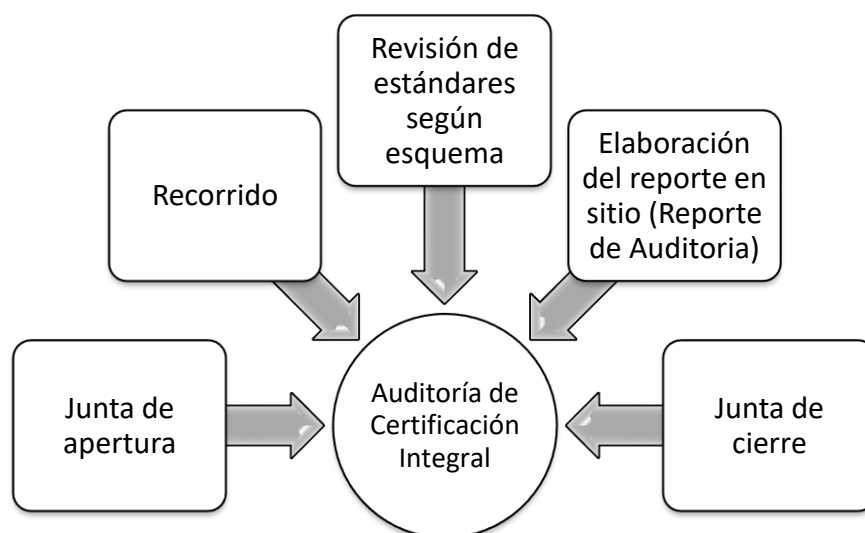 Revisión de
estándares
según
esquema
Recorrido
Elaboración
del reporte en
sitio (Reporte
de Auditoria)
Junta de
apertura
Auditoría de
Certificación
Integral
Junta de
cierre